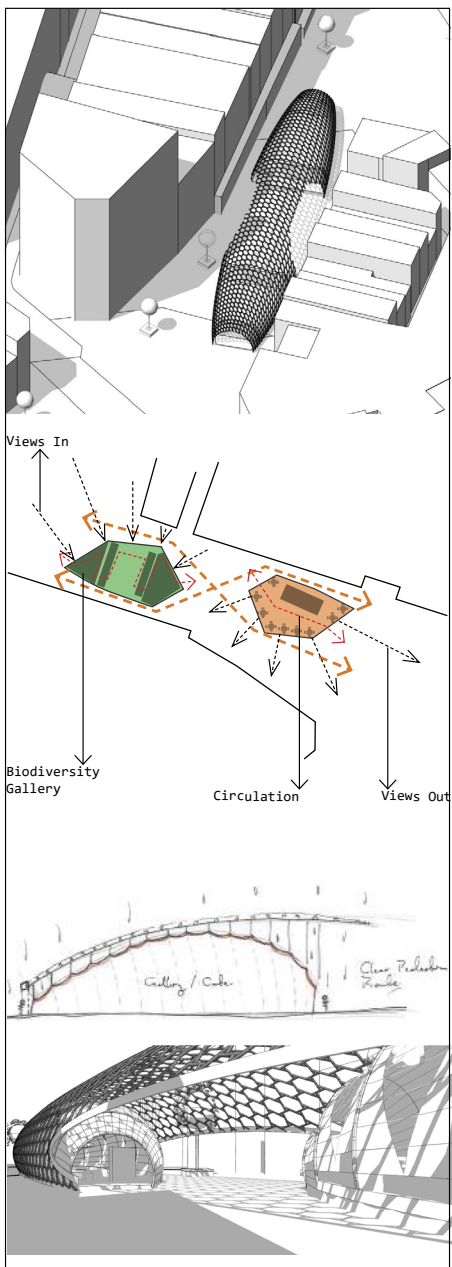 Views In
Biodiversity
Gallery
Circulation
Views Out
Gallery / Cafe
Clear Pedestrian
Route